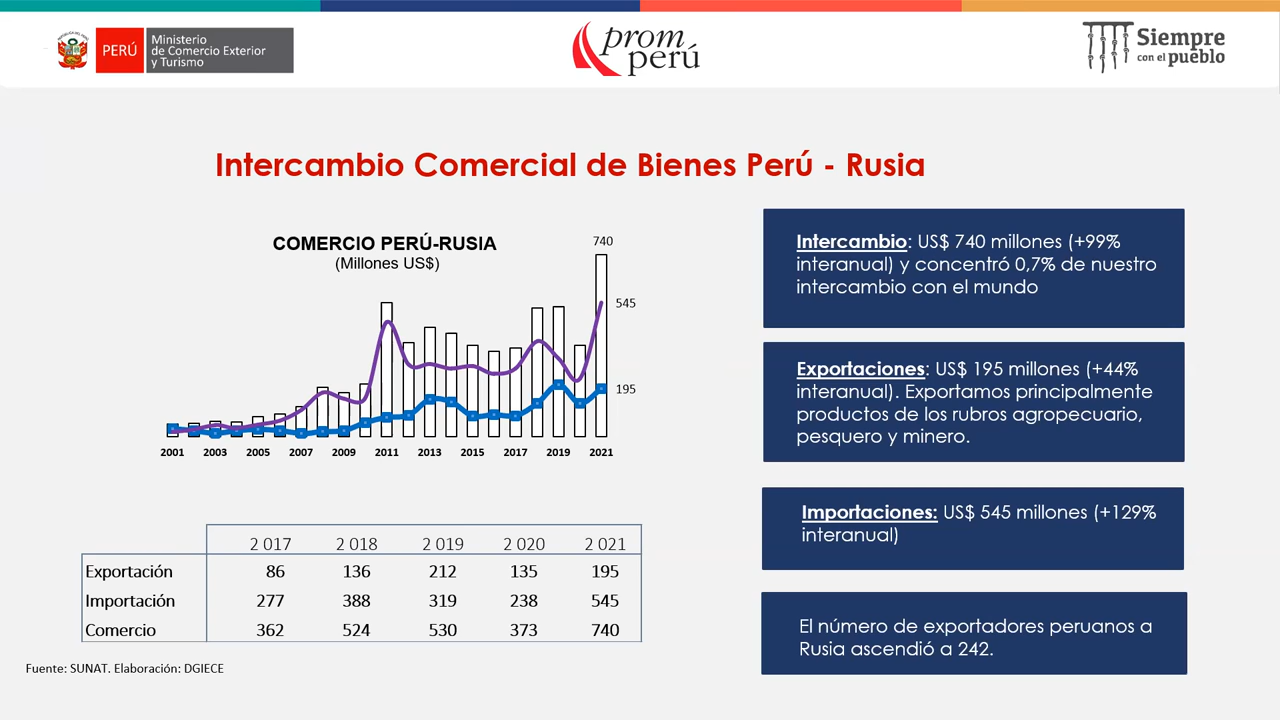 PERÚ
Ministerio
de Comercio Exterior
y Turismo
prom
perú
Siempre
con el pueblo
Intercambio Comercial de Bienes Perú - Rusia
COMERCIO PERÚ-RUSIA
(Millones US$)
740
545
195
2001 2003 2005 2007 2009 2011 2013 2015 2017 2019 2021
2 017 2 018 2 019 2 020 2 021
Exportación 86 136 212 135 195
Importación 277 388 319 238 545
Comercio 362 524 530 373 740
Fuente: SUNAT. Elaboración: DGIECE
Intercambio: US$ 740 millones (+99%
interanual) y concentró 0,7% de nuestro
intercambio con el mundo
Exportaciones: US$ 195 millones (+44%
interanual). Exportamos principalmente
productos de los rubros agropecuario,
pesquero y minero.
Importaciones: US$ 545 millones (+129%
interanual)
El número de exportadores peruanos a
Rusia ascendió a 242.